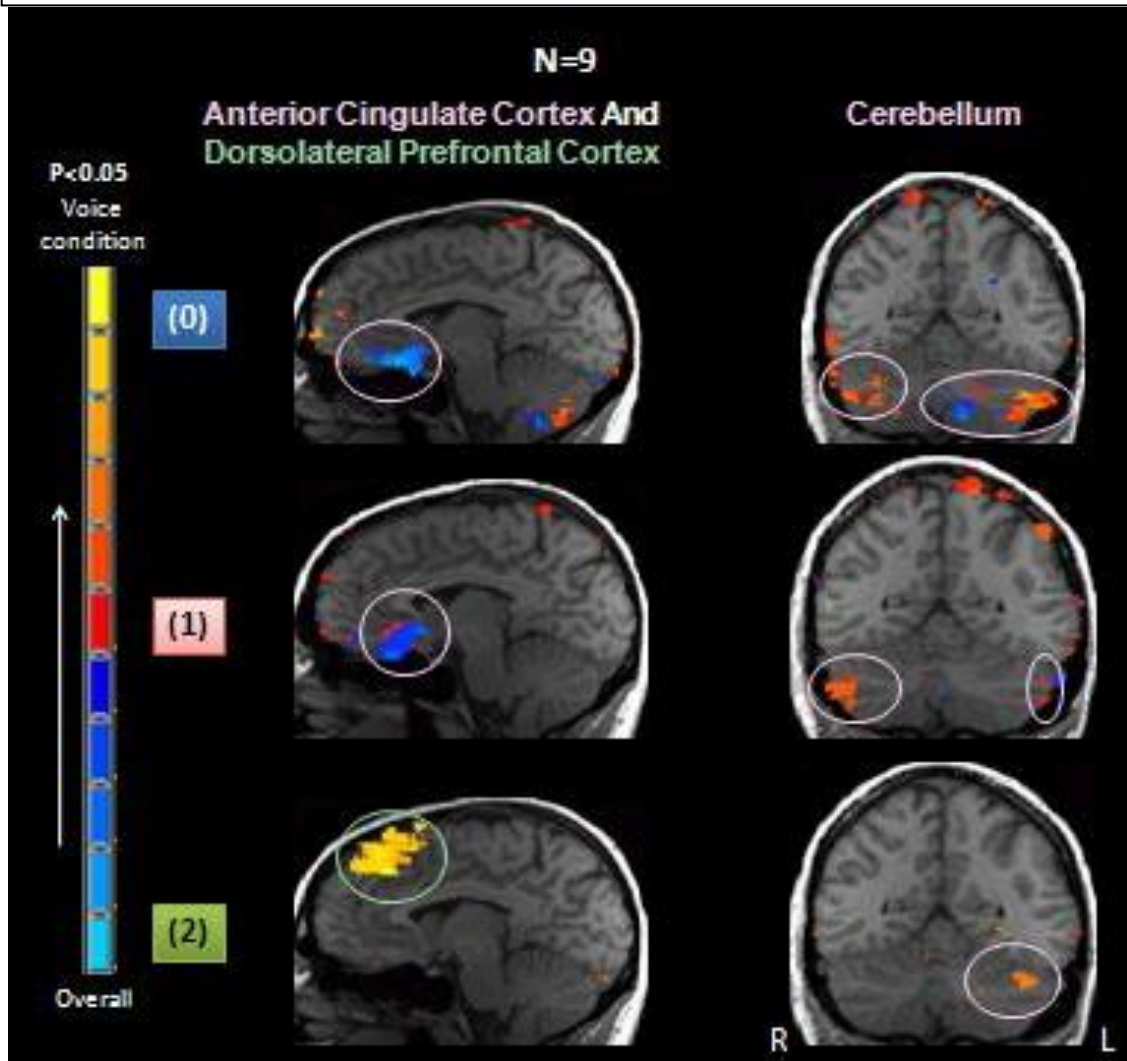 N=9
Anterior Cingulate Cortex And
Dorsolateral Prefrontal Cortex
Cerebellum
P<0.05
Voice
condition
(0)
(1)
(2)
Overall
R
L